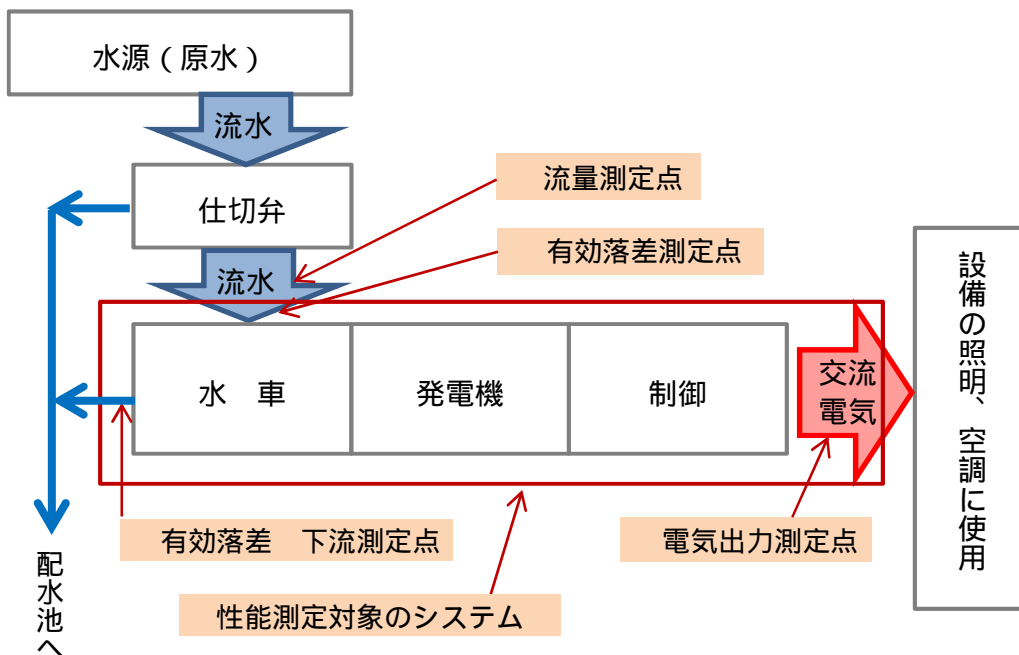 水源(原水)
流水
流量測定点
仕切弁
有効落差測定点
流水
水 車
発電機
制御
交流
電気
設備の照明、空調に使用
有効落差 下流測定点
電気出力測定点
性能測定対象のシステム
配水池へ